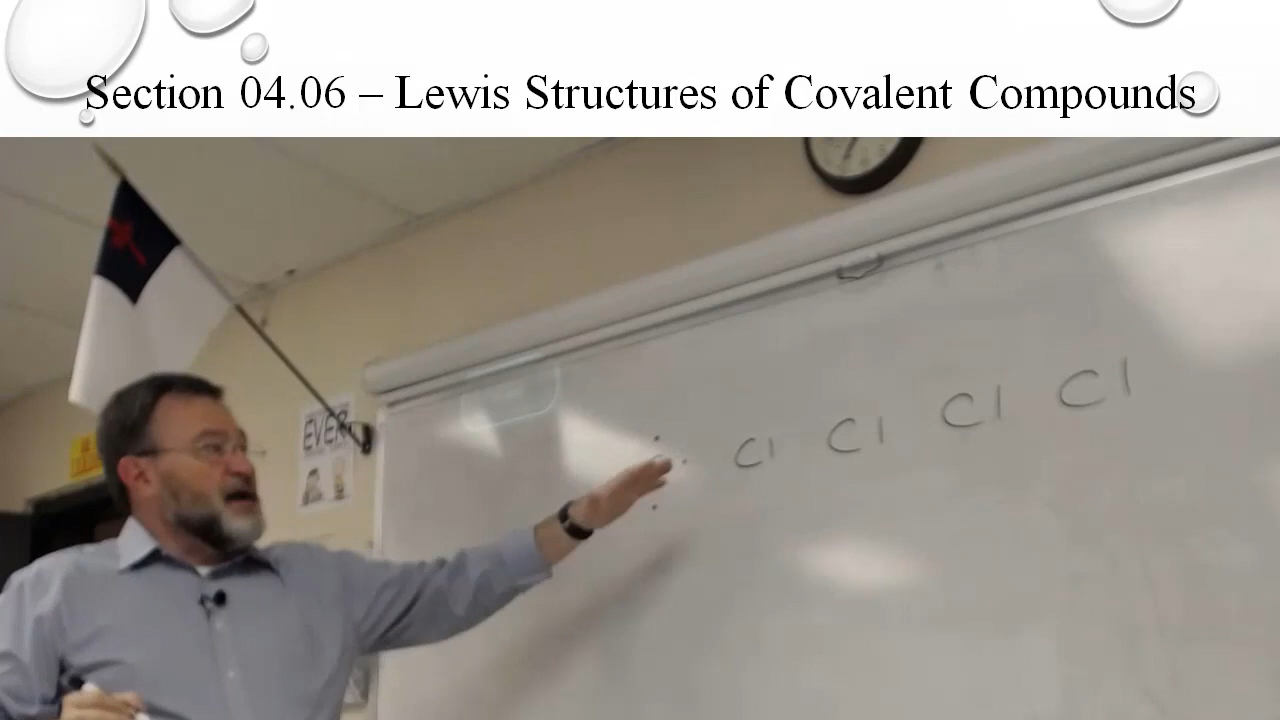 Section 04.06 – Lewis Structures of Covalent Compounds
EVER
Cl Cl Cl Cl